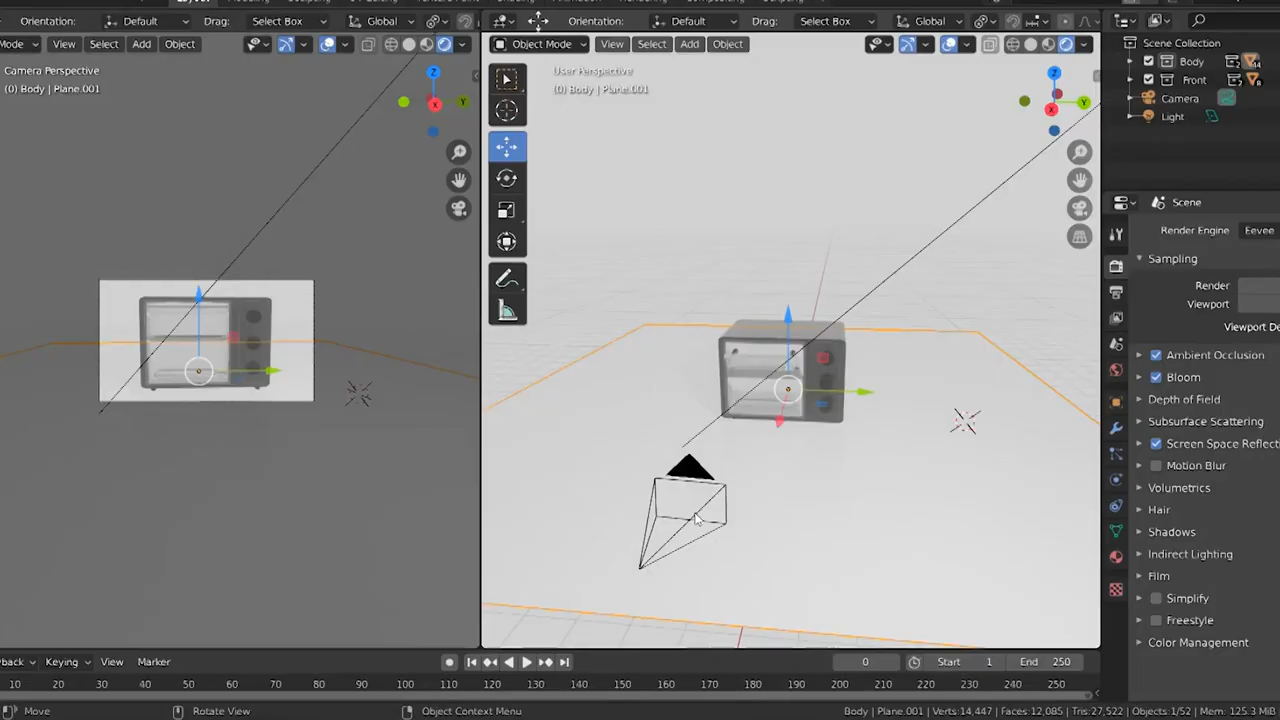 Orientation: Default Drag: Select Box Global
Orientation: Default Drag: Select Box Global
Mode View Select Add Object
Object Mode View Select Add Object
Camera Perspective
(0) Body | Plane.001
User Perspective
(0) Body | Plane.001
Z
Y
X
Z
Y
X
Scene Collection
Body 2 14
Front 2 8
Camera
Light
Scene
Render Engine Eevee
Sampling
Render
Viewport
Viewport De
Ambient Occlusion
Bloom
Depth of Field
Subsurface Scattering
Screen Space Reflect
Motion Blur
Volumetrics
Hair
Shadows
Indirect Lighting
Film
Simplify
Freestyle
Color Management
yback Keying View Marker
0 Start 1 End 250
10 20 30 40 50 60 70 80 90 100 110 120 130 140 150 160 170 180 190 200 210 220 230 240 250
Move Rotate View Object Context Menu
Body | Plane.001 | Verts:14,447 | Faces:12,085 | Tris:27,522 | Objects:1/52 | Mem: 125.3 MiB